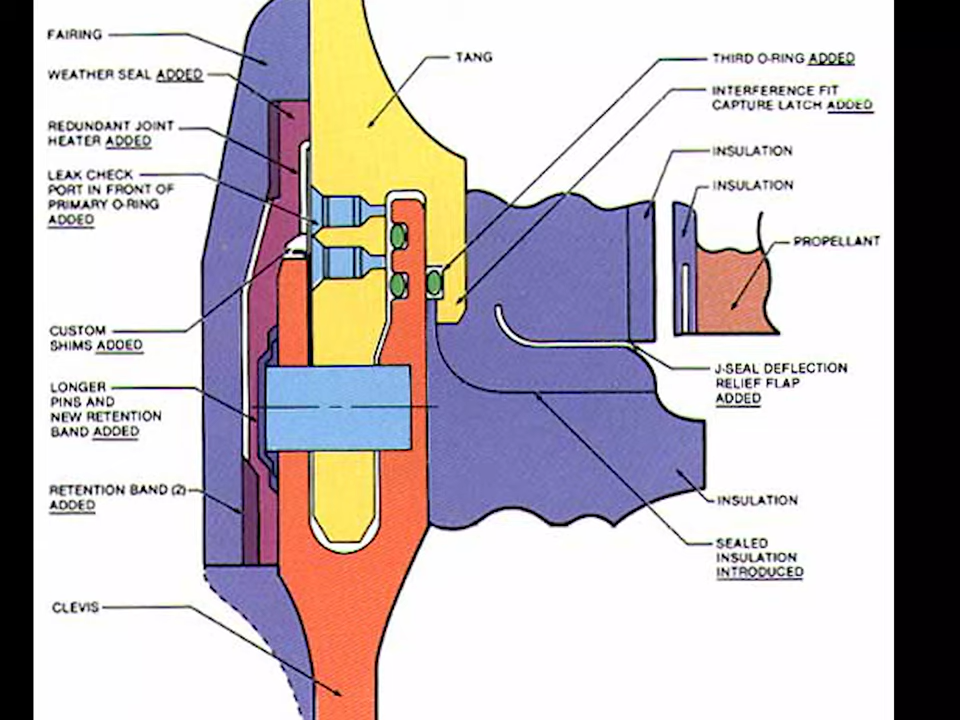 FAIRING
WEATHER SEAL ADDED
REDUNDANT JOINT
HEATER ADDED
LEAK CHECK
PORT IN FRONT OF
PRIMARY O-RING
ADDED
CUSTOM
SHIMS ADDED
LONGER
PINS AND
NEW RETENTION
BAND ADDED
RETENTION BAND (2)
ADDED
CLEVIS
TANG
THIRD O-RING ADDED
INTERFERENCE FIT
CAPTURE LATCH ADDED
INSULATION
INSULATION
PROPELLANT
J-SEAL DEFLECTION
RELIEF FLAP
ADDED
INSULATION
SEALED
INSULATION
INTRODUCED